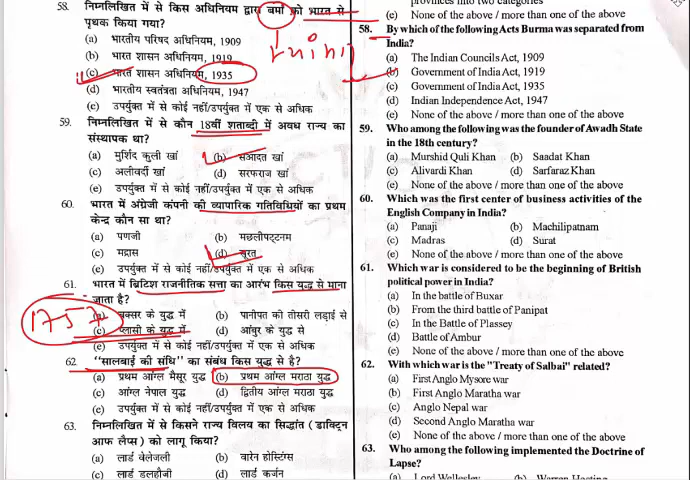 58. निम्नलिखित में से किस अधिनियम द्वारा बर्मा को भारत से
पृथक किया गया?
(a) भारतीय परिषद अधिनियम, 1909
(b) भारत शासन अधिनियम, 1919
(c) भारत शासन अधिनियम, 1935
(d) भारतीय स्वतंत्रता अधिनियम, 1947
(e) उपर्युक्त में से कोई नहीं/उपर्युक्त में एक से अधिक
59. निम्नलिखित में से कौन 18वीं शताब्दी में अवध राज्य का
संस्थापक था?
(a) मुर्शिद कुली खां (b) सआदत खां
(c) अलीवर्दी खां (d) सरफराज खां
(e) उपर्युक्त में से कोई नहीं/उपर्युक्त में एक से अधिक
60. भारत में अंग्रेजी कंपनी की व्यापारिक गतिविधियों का प्रथम
केन्द्र कौन सा था?
(a) पणजी (b) मछलीपट्टनम
(c) मद्रास (d) सूरत
(e) उपर्युक्त में से कोई नहीं/उपर्युक्त में एक से अधिक
61. भारत में ब्रिटिश राजनीतिक सत्ता का आरंभ किस युद्ध से माना
जाता है?
1757
बक्सर के युद्ध में (b) पानीपत की तीसरी लड़ाई से
(c) प्लासी के युद्ध में (d) आंबुर के युद्ध से
(e) उपर्युक्त में से कोई नहीं/उपर्युक्त में एक से अधिक
62 "सालबाई की संधि" का संबंध किस युद्ध से है?
(a) प्रथम आंग्ल मैसूर युद्ध (b) प्रथम आंग्ल मराठा युद्ध
(c) आंग्ल नेपाल युद्ध (d) द्वितीय आंग्ल मराठा युद्ध
(e) उपर्युक्त में से कोई नहीं/उपर्युक्त में एक से अधिक
63. निम्नलिखित में से किसने राज्य विलय का सिद्धांत (डाक्ट्रिन
आफ लैप्स) को लागू किया?
(a) लार्ड वेलेजली (b) वारेन होस्टिंग्स
(c) लार्ड डलहौजी (d) लार्ड कर्जन
provinces into two categories
(e) None of the above / more than one of the above
58. By which of the following Acts Burma was separated from
India?
(a) The Indian Councils Act, 1909
(b) Government of India Act, 1919
(c) Government of India Act, 1935
(d) Indian Independence Act, 1947
(e) None of the above / more than one of the above
59. Who among the following was the founder of Awadh State
in the 18th century?
(a) Murshid Quli Khan (b) Saadat Khan
(c) Alivardi Khan (d) Sarfaraz Khan
(e) None of the above / more than one of the above
60. Which was the first center of business activities of the
English Company in India?
(a) Panaji (b) Machilipatnam
(c) Madras (d) Surat
(e) None of the above / more than one of the above
61. Which war is considered to be the beginning of British
political power in India?
(a) In the battle of Buxar
(b) From the third battle of Panipat
(c) In the Battle of Plassey
(d) Battle of Ambur
(e) None of the above / more than one of the above
62. With which war is the "Treaty of Salbai" related?
(a) First Anglo Mysore war
(b) First Anglo Maratha war
(c) Anglo Nepal war
(d) Second Anglo Maratha war
(e) None of the above / more than one of the above
63. Who among the following implemented the Doctrine of
Lapse?
(a) Lord Wellesley (b) Warren Hasting